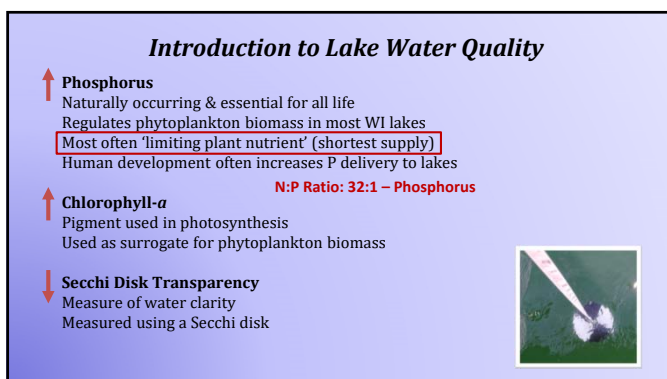 Introduction to Lake Water Quality
Phosphorus
Naturally occurring & essential for all life
Regulates phytoplankton biomass in most WI lakes
Most often ‘limiting plant nutrient’ (shortest supply)
Human development often increases P delivery to lakes
N:P Ratio: 32:1 – Phosphorus
Chlorophyll-a
Pigment used in photosynthesis
Used as surrogate for phytoplankton biomass
Secchi Disk Transparency
Measure of water clarity
Measured using a Secchi disk